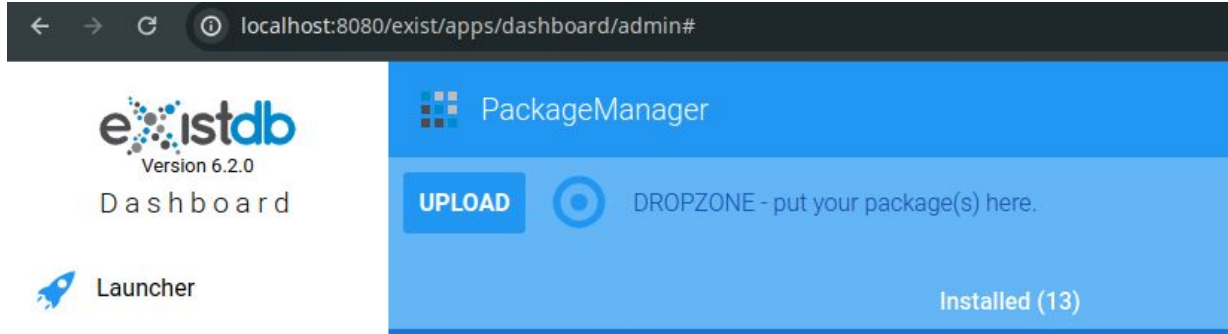 localhost:8080/exist/apps/dashboard/admin#
existdb
Version 6.2.0
Dashboard
Launcher
PackageManager
UPLOAD
DROPZONE - put your package(s) here.
Installed (13)